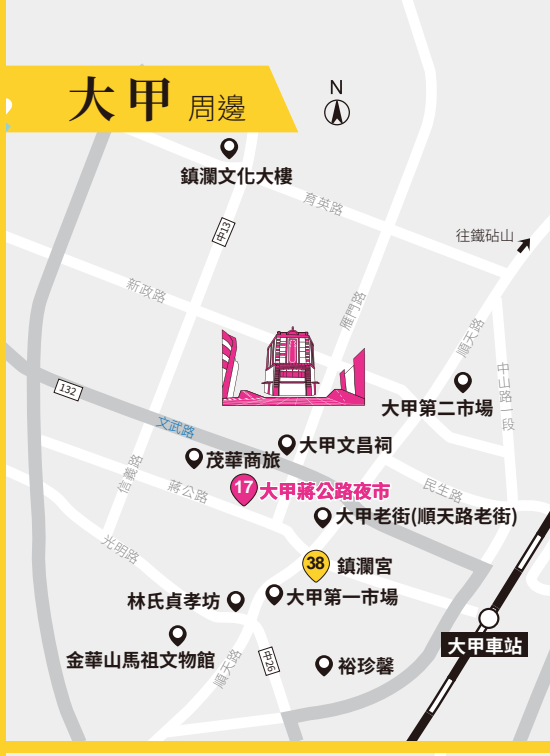 大甲 周邊
N
鎮瀾文化大樓
育英路
中13
往鐵砧山
新政路
雁門路
順天路
中山路一段
132
大甲第二市場
文武路
大甲文昌祠
茂華商旅
信義路
蔣公路
17 大甲蔣公路夜市
民生路
大甲老街(順天路老街)
光明路
38 鎮瀾宮
林氏貞孝坊
大甲第一市場
大甲車站
金華山馬祖文物館
順天路
中26
裕珍馨